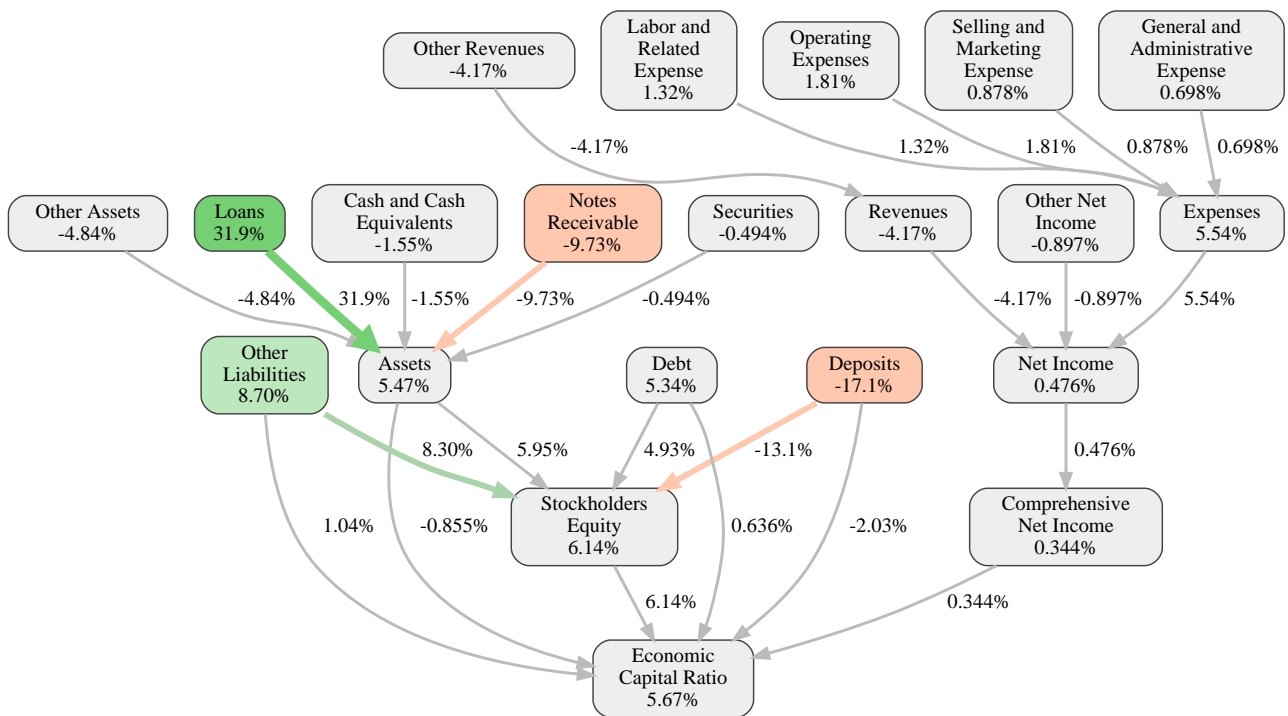 Other Revenues
-4.17%
Labor and
Related
Expense
1.32%
Operating
Expenses
1.81%
Selling and
Marketing
Expense
0.878%
General and
Administrative
Expense
0.698%
-4.17%
1.32%
1.81%
0.878%
0.698%
Other Assets
-4.84%
Loans
31.9%
Cash and Cash
Equivalents
-1.55%
Notes
Receivable
-9.73%
Securities
-0.494%
Revenues
-4.17%
Other Net
Income
-0.897%
Expenses
5.54%
-4.84%
31.9%
-1.55%
-9.73%
-0.494%
-4.17%
-0.897%
5.54%
Other
Liabilities
8.70%
Assets
5.47%
Debt
5.34%
Deposits
-17.1%
Net Income
0.476%
8.30%
5.95%
4.93%
-13.1%
0.476%
Stockholders
Equity
6.14%
Comprehensive
Net Income
0.344%
1.04%
-0.855%
0.636%
-2.03%
6.14%
0.344%
Economic
Capital Ratio
5.67%